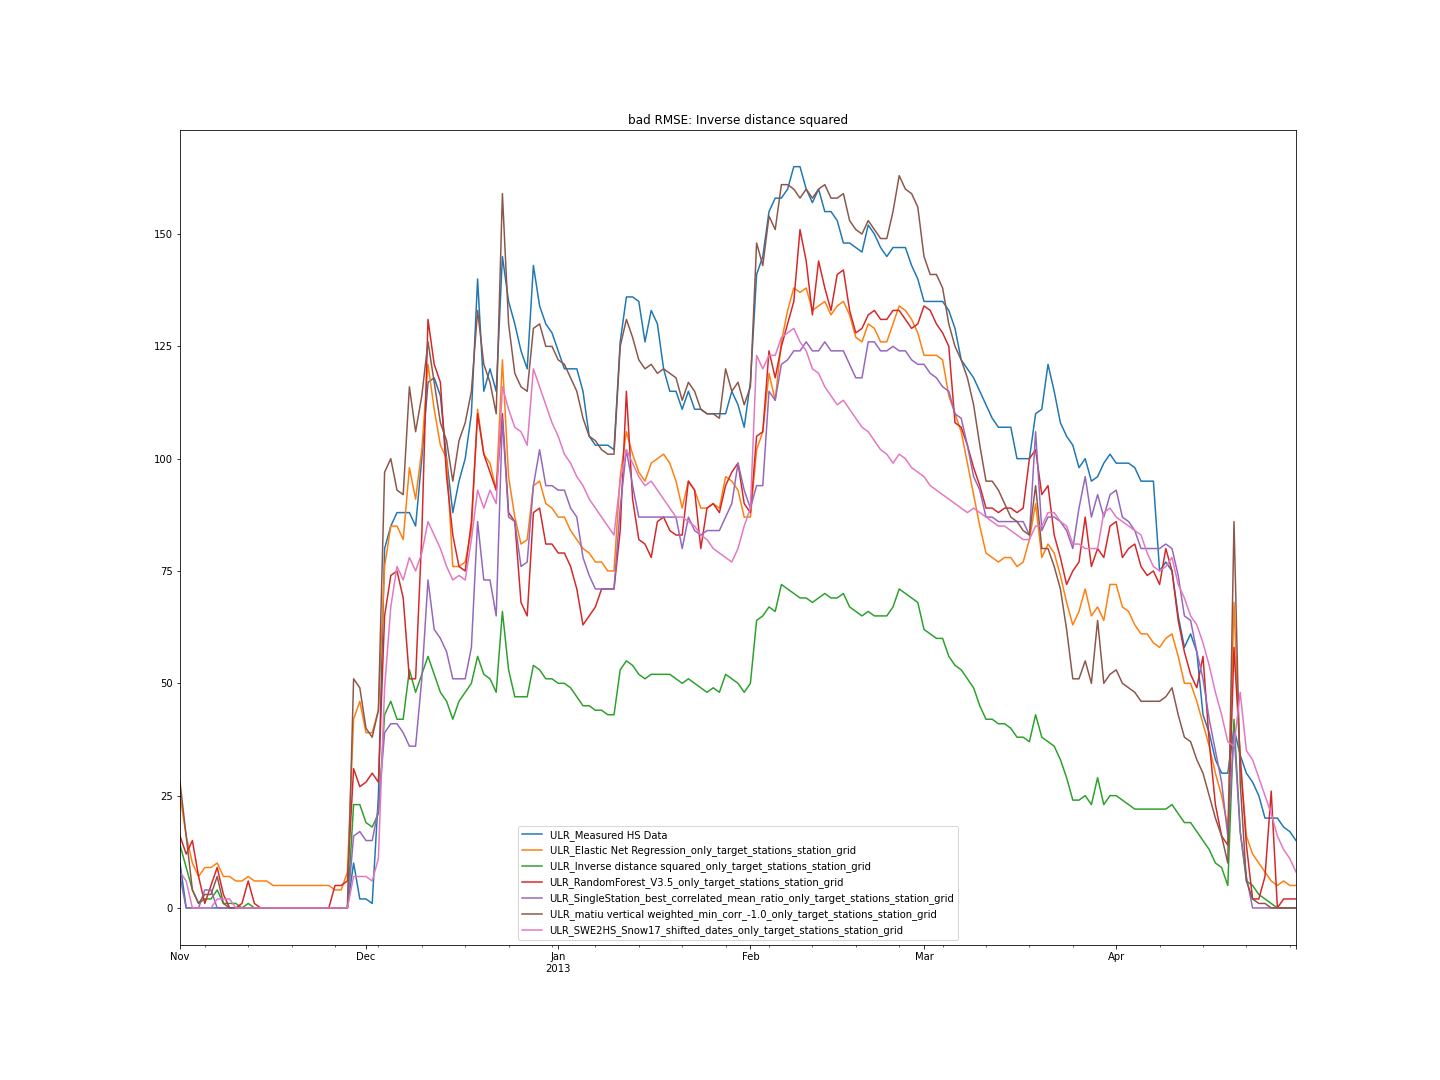 bad RMSE: Inverse distance squared
150
125
100
75
50
25
0
ULR_Measured HS Data
ULR_Elastic Net Regression_only_target_stations_station_grid
ULR_Inverse distance squared_only_target_stations_station_grid
ULR_RandomForest_V3.5_only_target_stations_station_grid
ULR_SingleStation_best_correlated_mean_ratio_only_target_stations_station_grid
ULR_matiu vertical weighted_min_corr_-1.0_only_target_stations_station_grid
ULR_SWE2HS_Snow17_shifted_dates_only_target_stations_station_grid
Nov Dec Jan Feb Mar Apr
2013